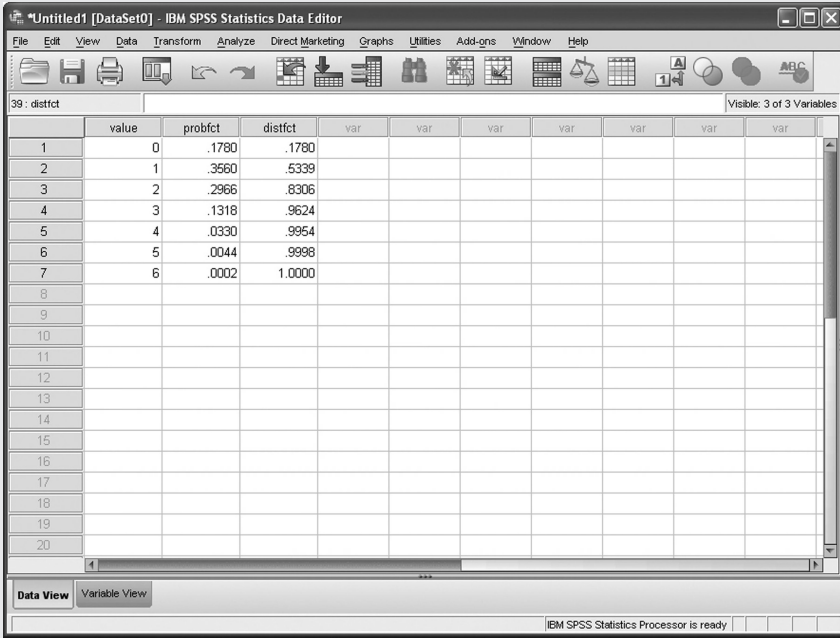 *Untitled1 [DataSet0] - IBM SPSS Statistics Data Editor
File Edit View Data Transform Analyze Direct Marketing Graphs Utilities Add-ons Window Help
A 1 4 ABC
39 : distfct Visible: 3 of 3 Variables
value probfct distfct var var var var var var var
1 0 .1780 .1780
2 1 .3560 .5339
3 2 .2966 .8306
4 3 .1318 .9624
5 4 .0330 .9954
6 5 .0044 .9998
7 6 .0002 1.0000
8
9
10
11
12
13
14
15
16
17
18
19
20
Data View Variable View
IBM SPSS Statistics Processor is ready